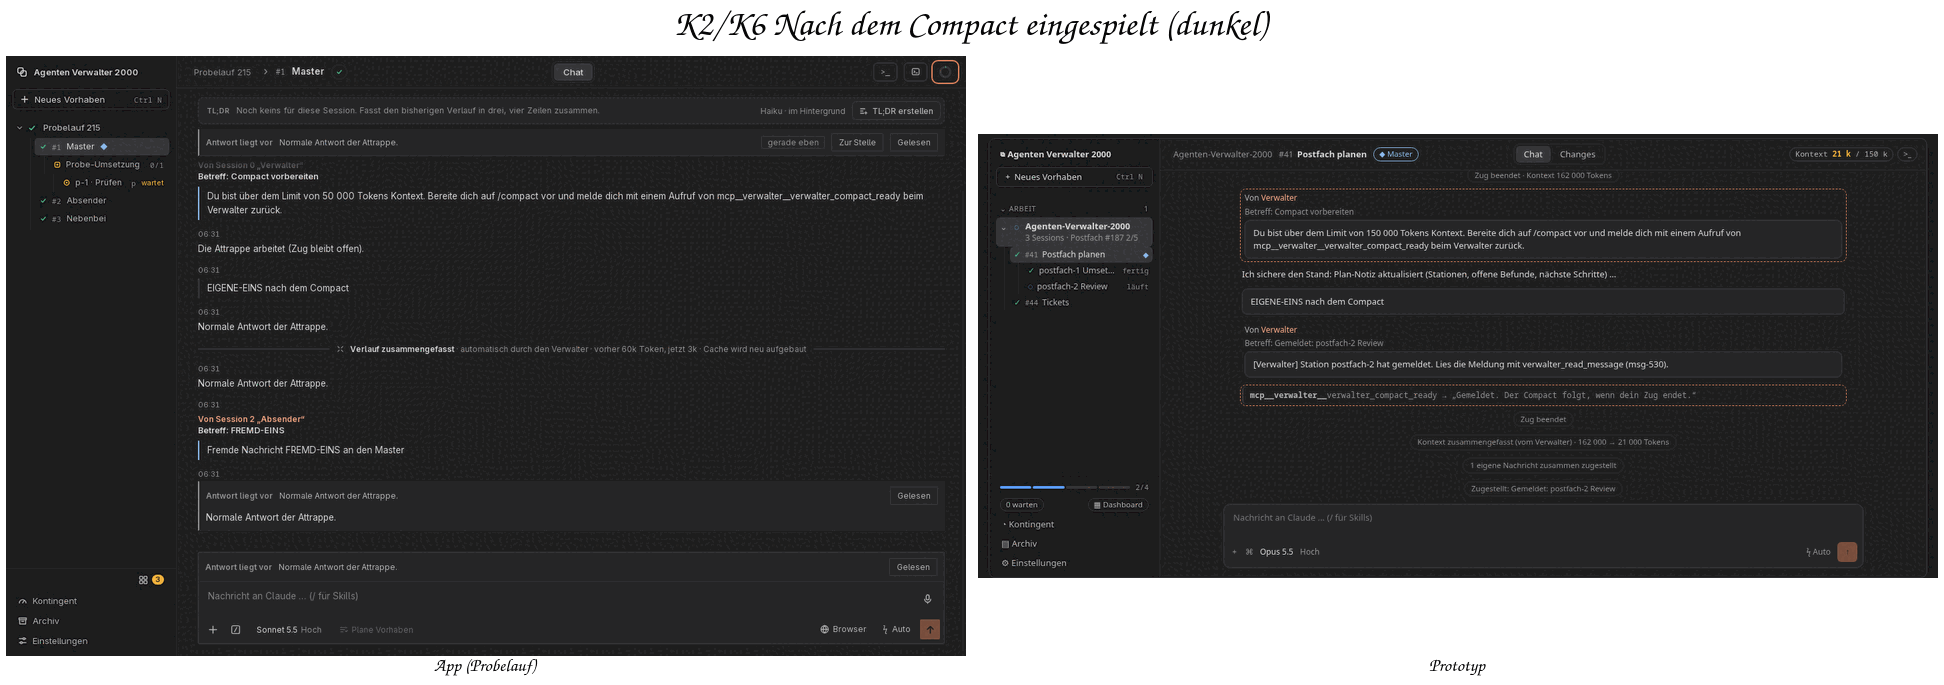 K2/K6 Nach dem Compact eingespielt (dunkel)
Agenten Verwalter 2000
Neues Vorhaben Ctrl N
Probelauf 215
#1 Master
Probe-Umsetzung 0/1
p-1 · Prüfen p wartet
#2 Absender
#3 Nebenbei
3
Kontingent
Archiv
Einstellungen
Probelauf 215 > #1 Master
Chat
TL;DR Noch keins für diese Session. Fasst den bisherigen Verlauf in drei, vier Zeilen zusammen. Haiku · im Hintergrund TL;DR erstellen
Antwort liegt vor Normale Antwort der Attrappe. gerade eben Zur Stelle Gelesen
Von Session 0 „Verwalter“
Betreff: Compact vorbereiten
Du bist über dem Limit von 50 000 Tokens Kontext. Bereite dich auf /compact vor und melde dich mit einem Aufruf von mcp__verwalter__verwalter_compact_ready beim
Verwalter zurück.
06:31
Die Attrappe arbeitet (Zug bleibt offen).
06:31
EIGENE-EINS nach dem Compact
06:31
Normale Antwort der Attrappe.
Verlauf zusammengefasst · automatisch durch den Verwalter · vorher 60k Token, jetzt 3k · Cache wird neu aufgebaut
06:31
Normale Antwort der Attrappe.
06:31
Von Session 2 „Absender“
Betreff: FREMD-EINS
Fremde Nachricht FREMD-EINS an den Master
06:31
Antwort liegt vor Normale Antwort der Attrappe. Gelesen
Normale Antwort der Attrappe.
Antwort liegt vor Normale Antwort der Attrappe. Gelesen
Nachricht an Claude … (/ für Skills)
Sonnet 5.5 Hoch Plane Vorhaben Browser Auto
App (Probelauf)
Agenten Verwalter 2000
+ Neues Vorhaben Ctrl N
ARBEIT 1
Agenten-Verwalter-2000
3 Sessions · Postfach #187 2/5
#41 Postfach planen
postfach-1 Umset… fertig
postfach-2 Review läuft
#44 Tickets
2/4
0 warten Dashboard
Kontingent
Archiv
Einstellungen
Agenten-Verwalter-2000 #41 Postfach planen Master
Chat Changes
Kontext 21 k / 150 k >_
Zug beendet · Kontext 162 000 Tokens
Von Verwalter
Betreff: Compact vorbereiten
Du bist über dem Limit von 150 000 Tokens Kontext. Bereite dich auf /compact vor und melde dich mit einem Aufruf von
mcp__verwalter__verwalter_compact_ready beim Verwalter zurück.
Ich sichere den Stand: Plan-Notiz aktualisiert (Stationen, offene Befunde, nächste Schritte) …
EIGENE-EINS nach dem Compact
Von Verwalter
Betreff: Gemeldet: postfach-2 Review
[Verwalter] Station postfach-2 hat gemeldet. Lies die Meldung mit verwalter_read_message (msg-530).
mcp__verwalter__verwalter_compact_ready → „Gemeldet. Der Compact folgt, wenn dein Zug endet.“
Zug beendet
Kontext zusammengefasst (vom Verwalter) · 162 000 → 21 000 Tokens
1 eigene Nachricht zusammen zugestellt
Zugestellt: Gemeldet: postfach-2 Review
Nachricht an Claude … (/ für Skills)
+ ⌘ Opus 5.5 Hoch Auto
Prototyp